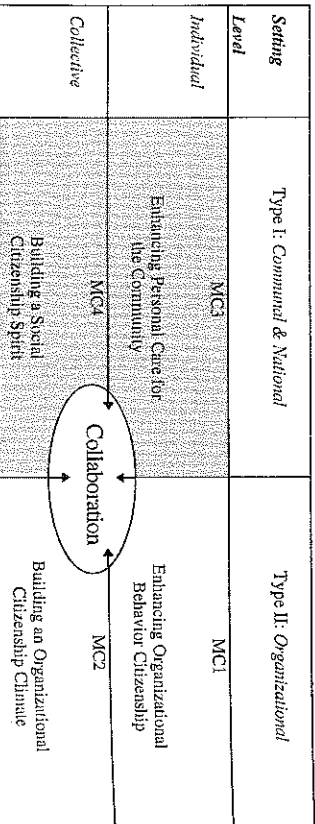 Setting
Level
Type I: Communal & National
Type II: Organizational
Individual
MC3
Enhancing Personal Care for
the Community
MC1
Enhancing Organizational
Behavior Citizenship
Collective
MC4
Building a Social
Citizenship Spirit
Collaboration
MC2
Building an Organizational
Citizenship Climate